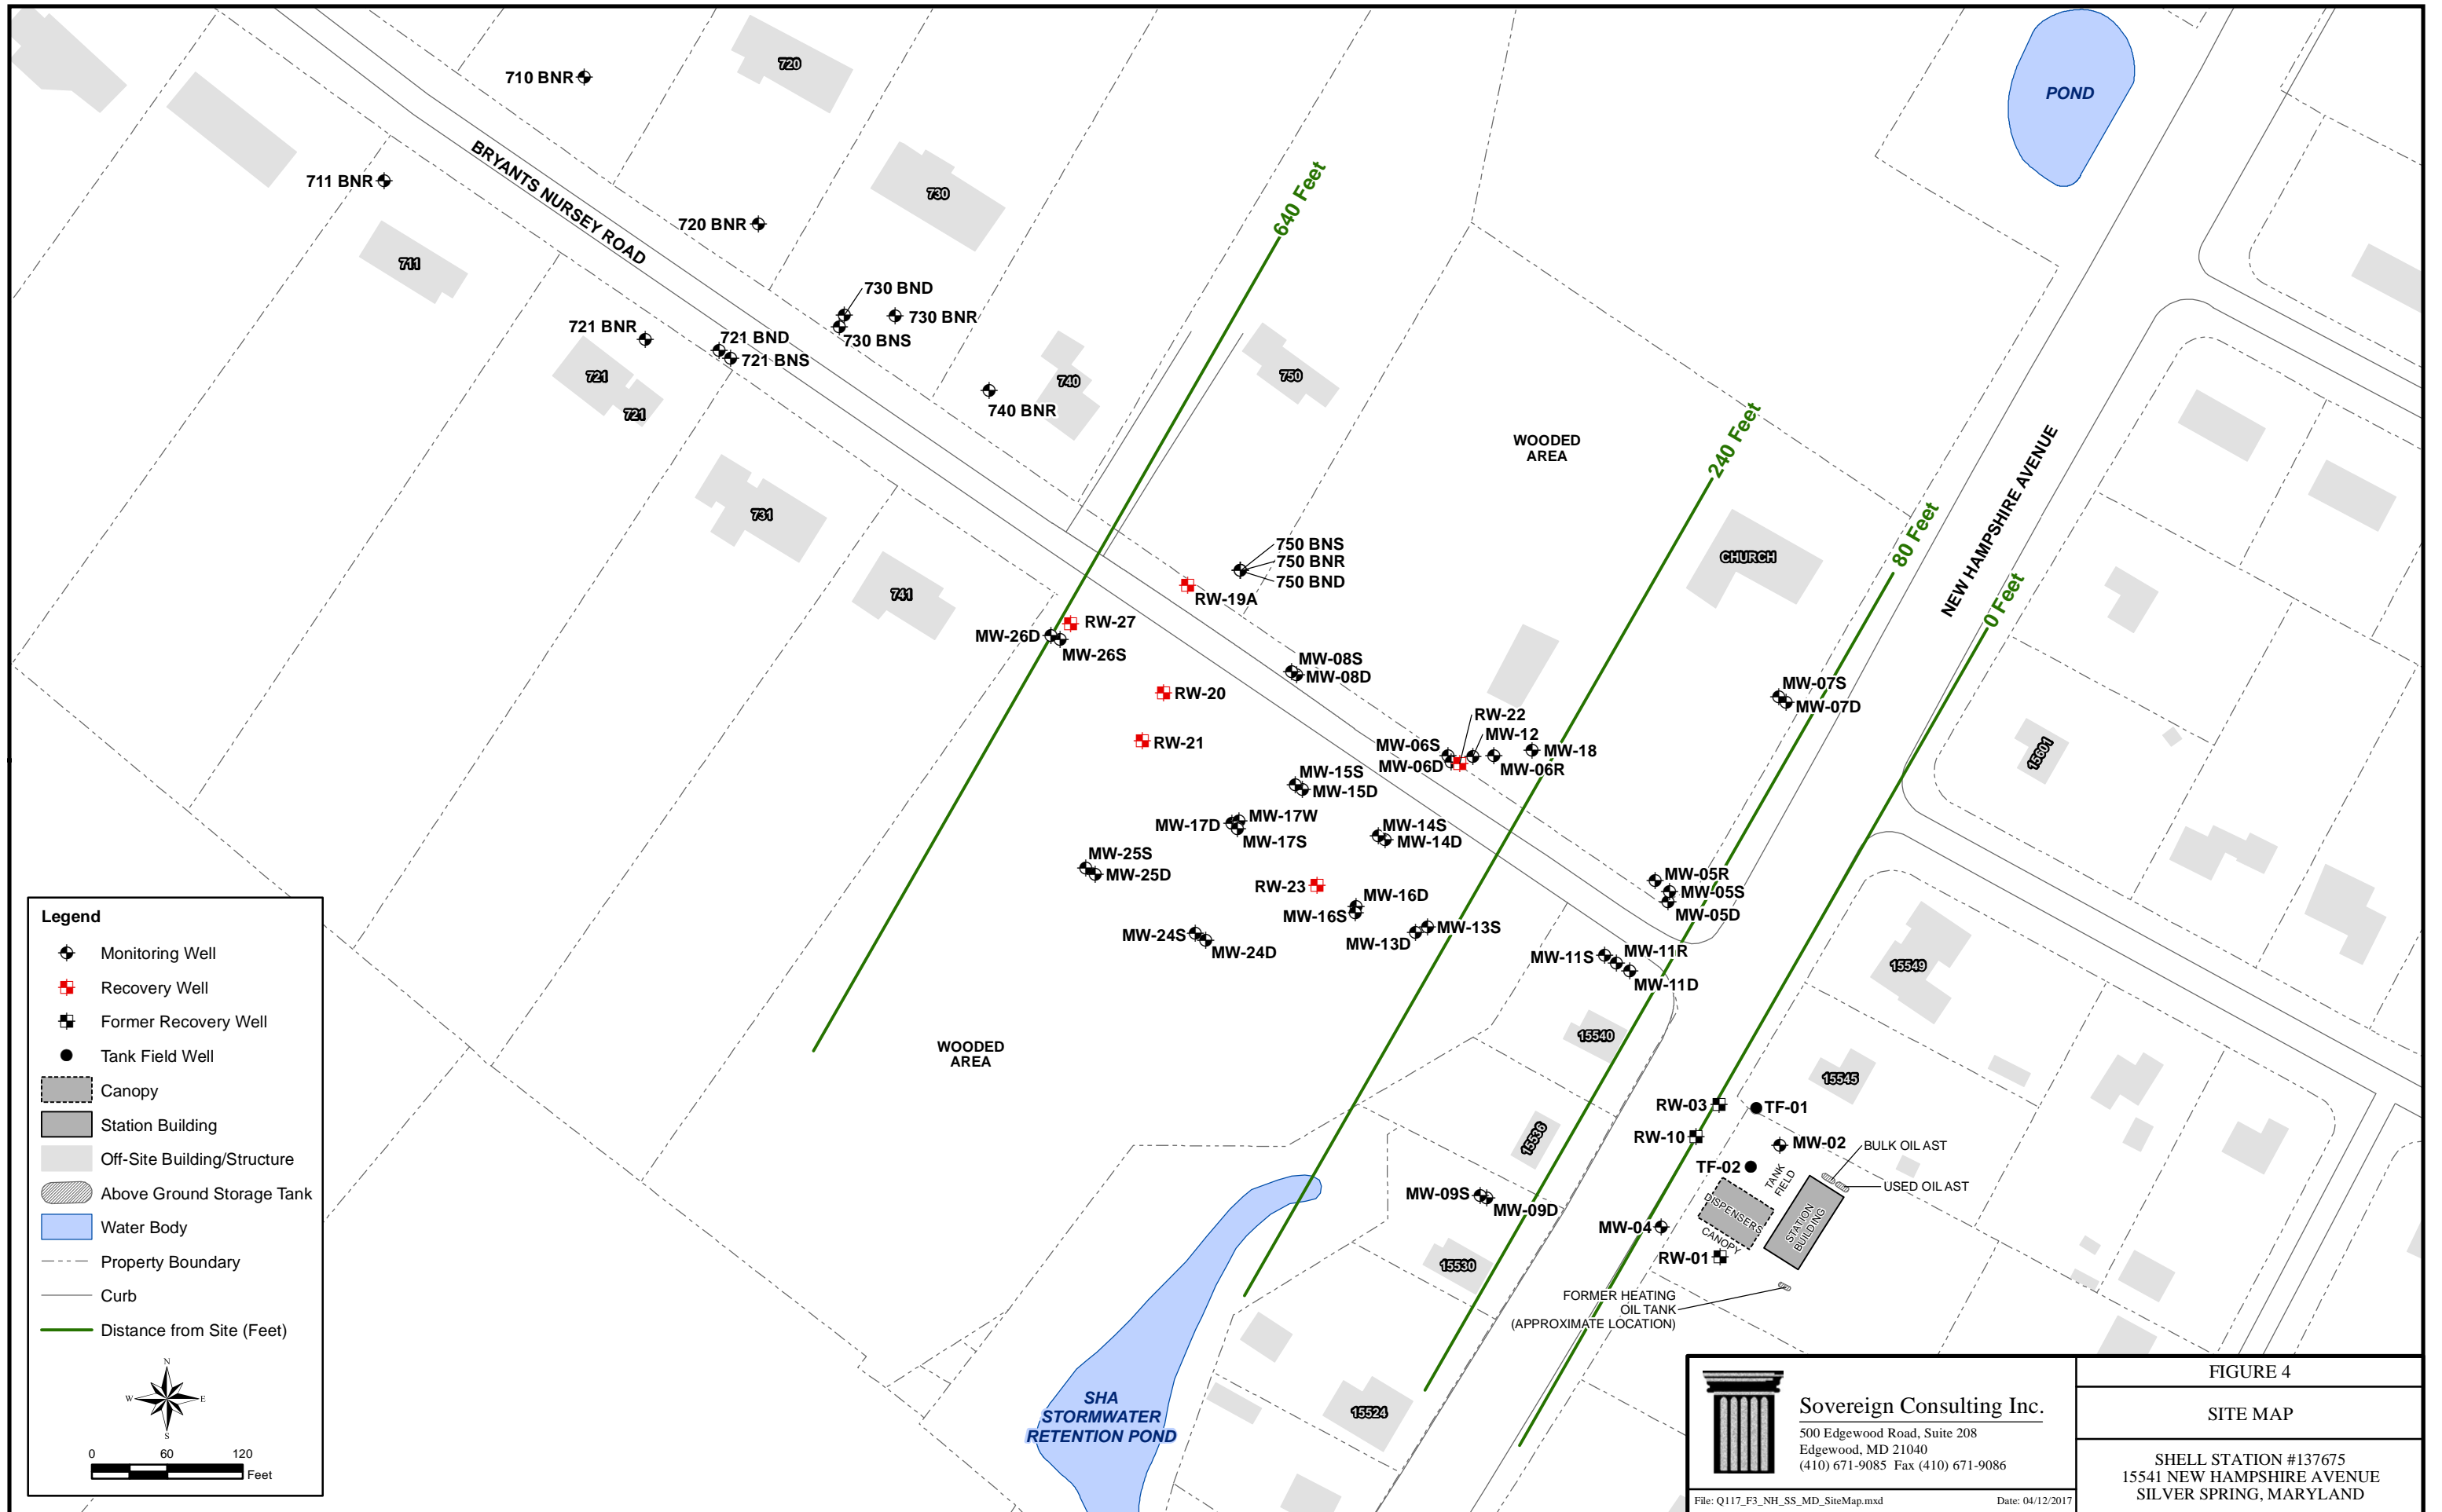 710 BNR
720
POND
BRYANTS NURSEY ROAD
711 BNR
730
640 Feet
720 BNR
711
730 BND
730 BNR
730 BNS
721 BNR
721 BND
721 BNS
721
721
740
750
740 BNR
WOODED
AREA
240 Feet
NEW HAMPSHIRE AVENUE
731
80 Feet
CHURCH
750 BNS
750 BNR
750 BND
0 Feet
741
RW-19A
RW-27
MW-26D
MW-26S
MW-08S
MW-08D
RW-20
MW-07S
MW-07D
RW-22
MW-12
RW-21
MW-06S
MW-18
MW-06D
MW-06R
15601
MW-15S
MW-15D
MW-17W
MW-17D
MW-17S
MW-14S
MW-14D
MW-25S
MW-25D
RW-23
MW-16D
MW-16S
MW-05R
MW-05S
MW-05D
MW-24S
MW-24D
MW-13S
MW-13D
MW-11R
MW-11S
MW-11D
15549
15540
WOODED
AREA
15545
RW-03
TF-01
RW-10
MW-02
15536
BULK OIL AST
TF-02
TANK
FIELD
USED OIL AST
MW-09S
MW-09D
DISPENSERS
STATION
BUILDING
MW-04
CANOPY
RW-01
15530
FORMER HEATING
OIL TANK
(APPROXIMATE LOCATION)
SHA
STORMWATER
RETENTION POND
15524
Legend
Monitoring Well
Recovery Well
Former Recovery Well
Tank Field Well
Canopy
Station Building
Off-Site Building/Structure
Above Ground Storage Tank
Water Body
Property Boundary
Curb
Distance from Site (Feet)
N
W E
S
0 60 120
Feet
Sovereign Consulting Inc.
500 Edgewood Road, Suite 208
Edgewood, MD 21040
(410) 671-9085 Fax (410) 671-9086
File: Q117_F3_NH_SS_MD_SiteMap.mxd Date: 04/12/2017
FIGURE 4
SITE MAP
SHELL STATION #137675
15541 NEW HAMPSHIRE AVENUE
SILVER SPRING, MARYLAND